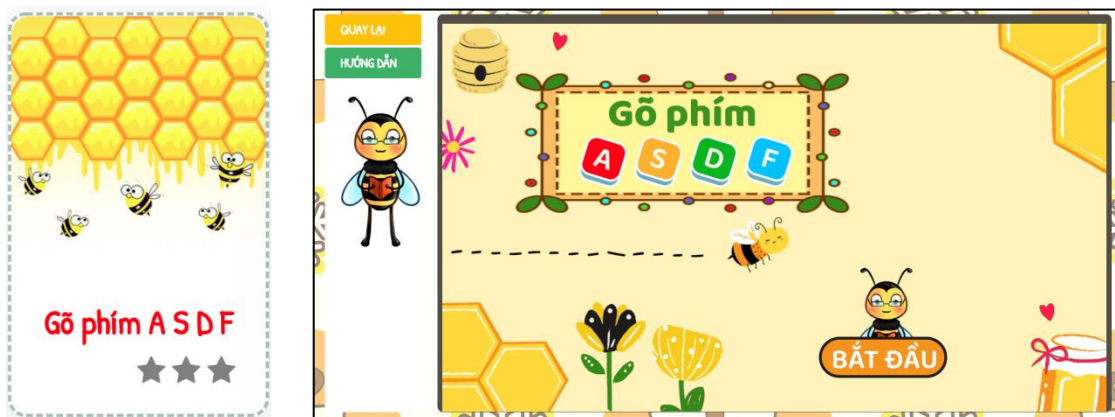 Gõ phím A S D F
QUAY LẠI
HƯỚNG DẪN
Gõ phím
A S D F
BẮT ĐẦU